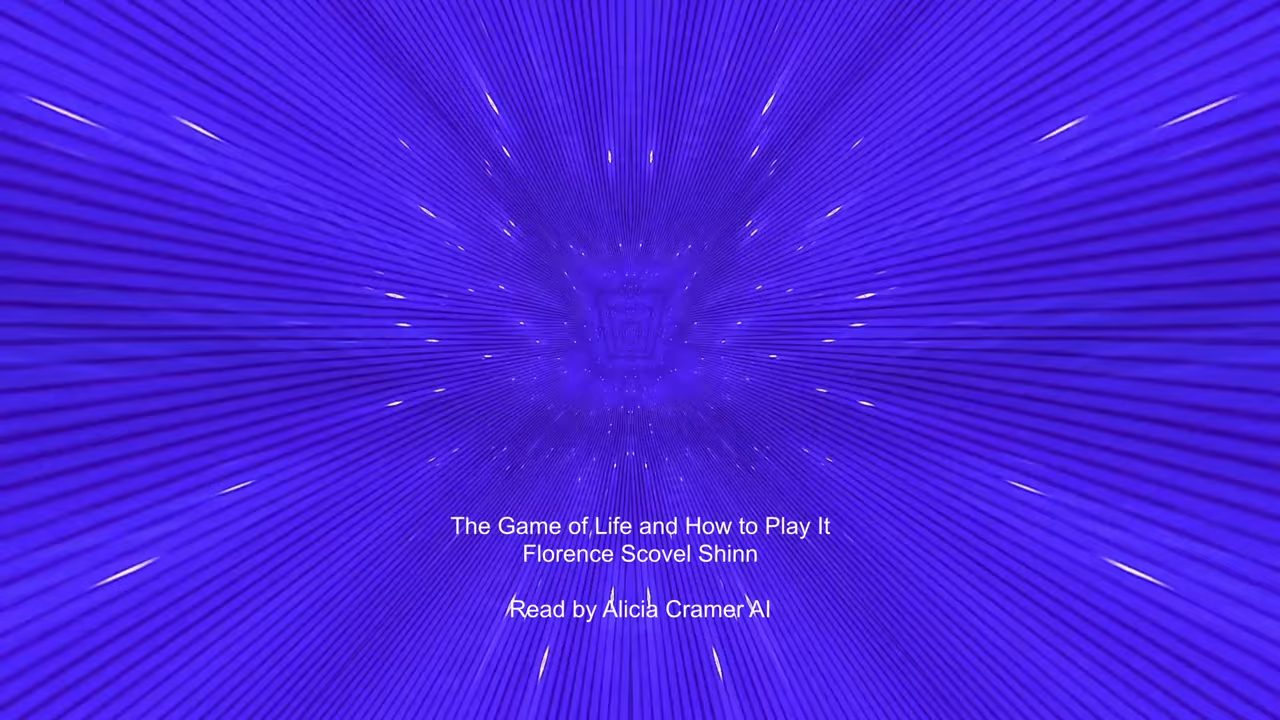 The Game of Life and How to Play It
Florence Scovel Shinn
Read by Alicia Cramer AI